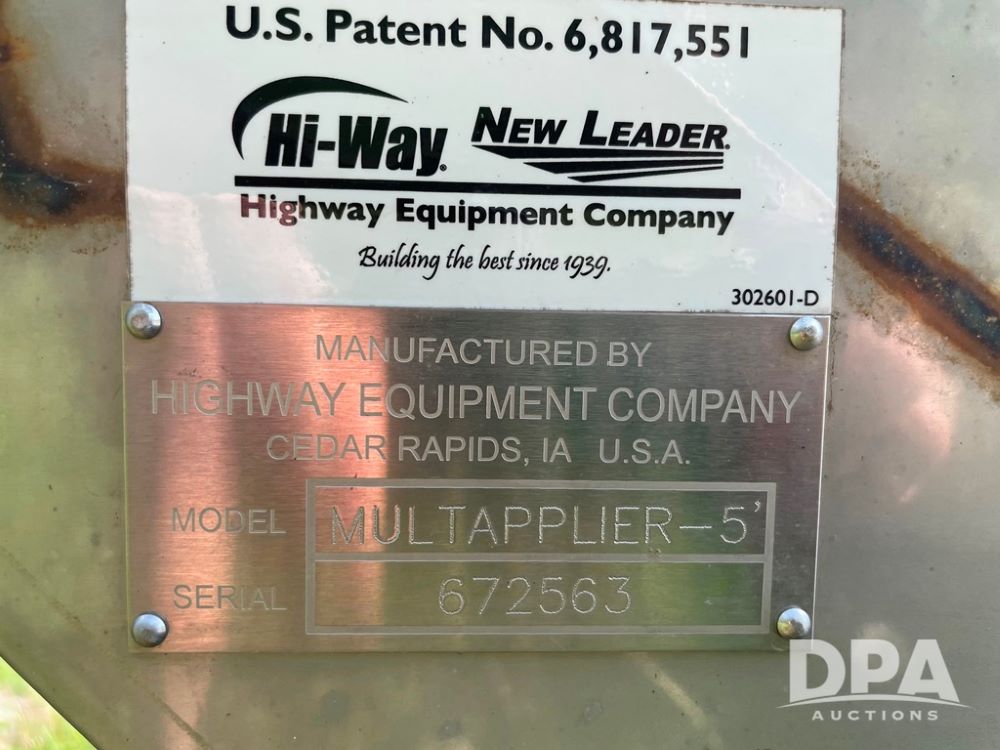 U.S. Patent No. 6,817,551
Hi-Way® NEW LEADER®
Highway Equipment Company
Building the best since 1939.
302601-D
MANUFACTURED BY
HIGHWAY EQUIPMENT COMPANY
CEDAR RAPIDS, IA U.S.A.
MODEL MULTAPPLIER-5'
SERIAL 672563
DPA
AUCTIONS